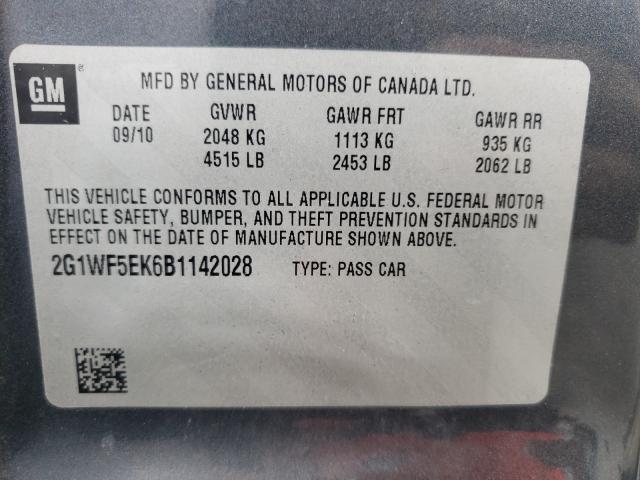 GM ®
MFD BY GENERAL MOTORS OF CANADA LTD.
DATE GVWR GAWR FRT GAWR RR
09/10 2048 KG 1113 KG 935 KG
4515 LB 2453 LB 2062 LB
THIS VEHICLE CONFORMS TO ALL APPLICABLE U.S. FEDERAL MOTOR
VEHICLE SAFETY, BUMPER, AND THEFT PREVENTION STANDARDS IN
EFFECT ON THE DATE OF MANUFACTURE SHOWN ABOVE.
2G1WF5EK6B1142028 TYPE: PASS CAR